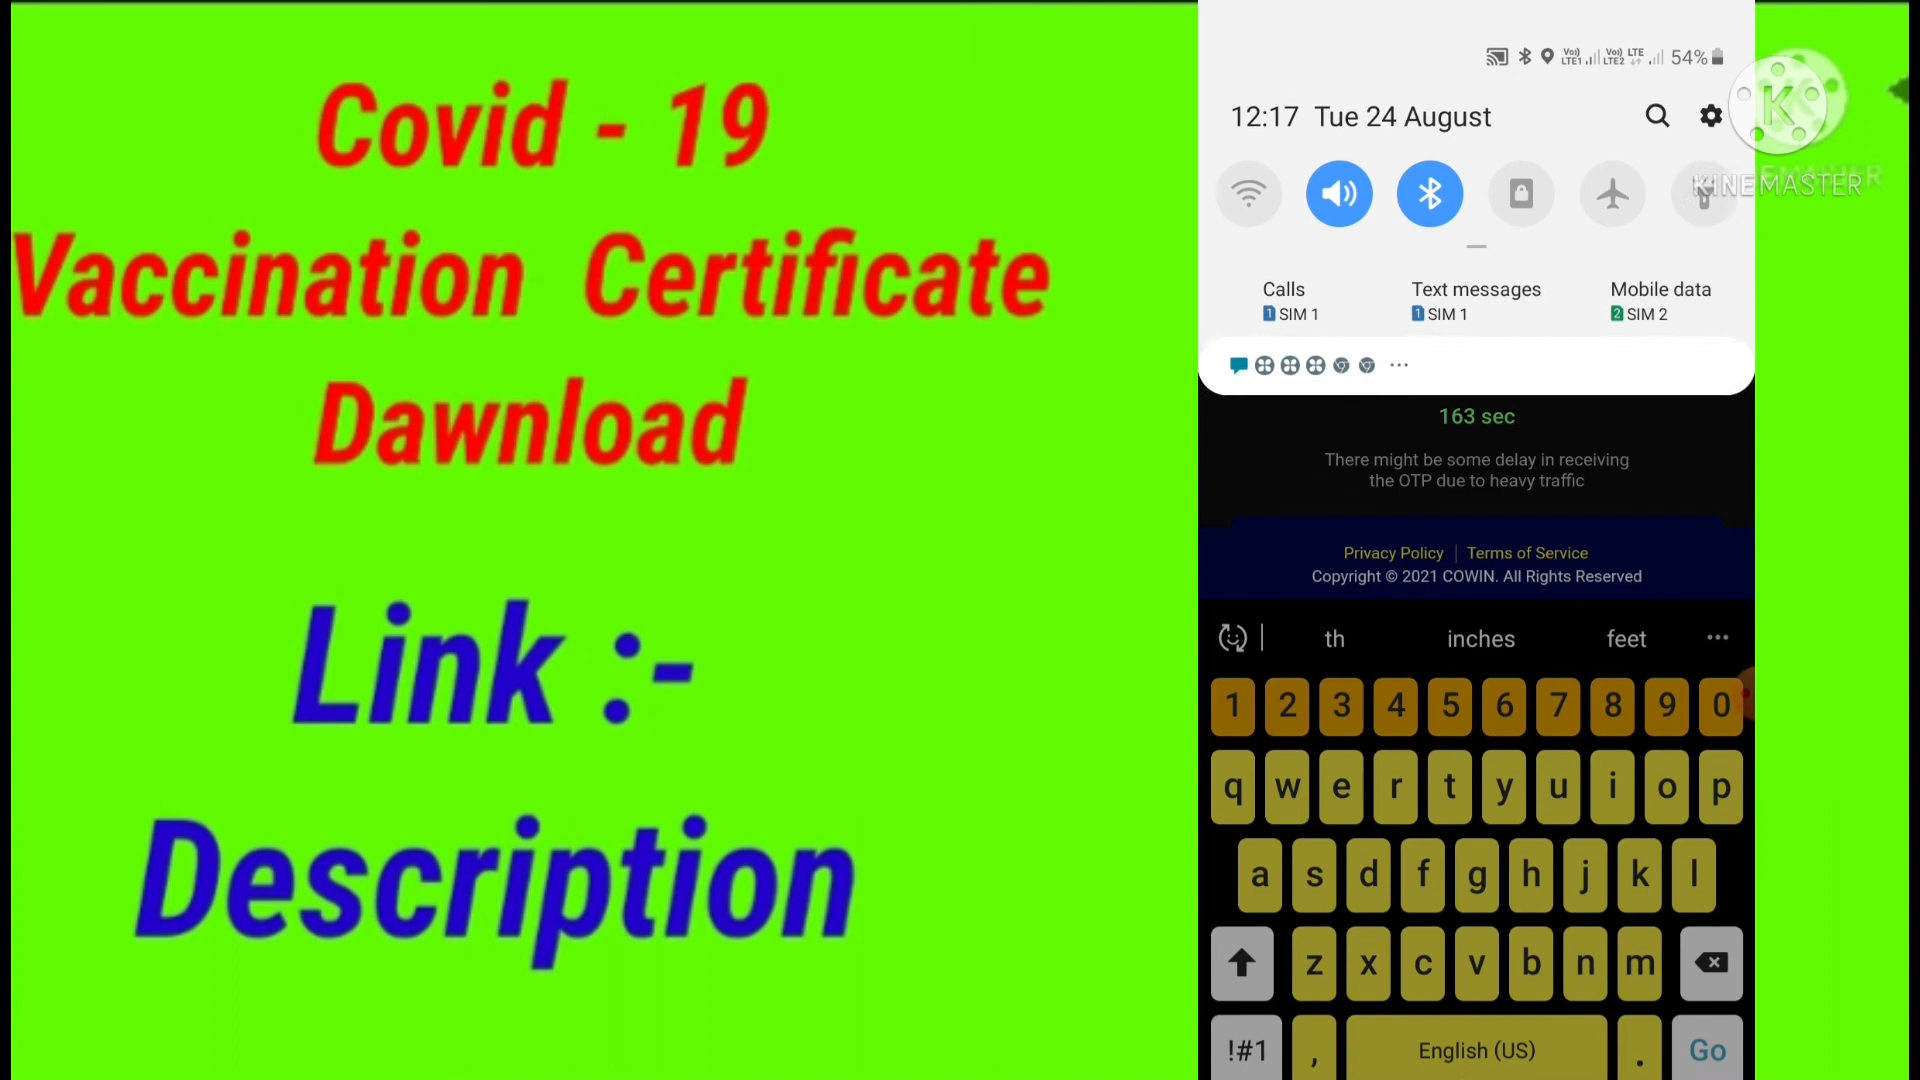 Covid - 19
Vaccination Certificate
Dawnload
Link :-
Description
54%
12:17 Tue 24 August
KINEMASTER
Calls
Text messages
Mobile data
1 SIM 1
1 SIM 1
2 SIM 2
163 sec
There might be some delay in receiving
the OTP due to heavy traffic
Privacy Policy | Terms of Service
Copyright © 2021 COWIN. All Rights Reserved
th inches feet
1 2 3 4 5 6 7 8 9 0
q w e r t y u i o p
a s d f g h j k l
z x c v b n m
!#1 , English (US) . Go